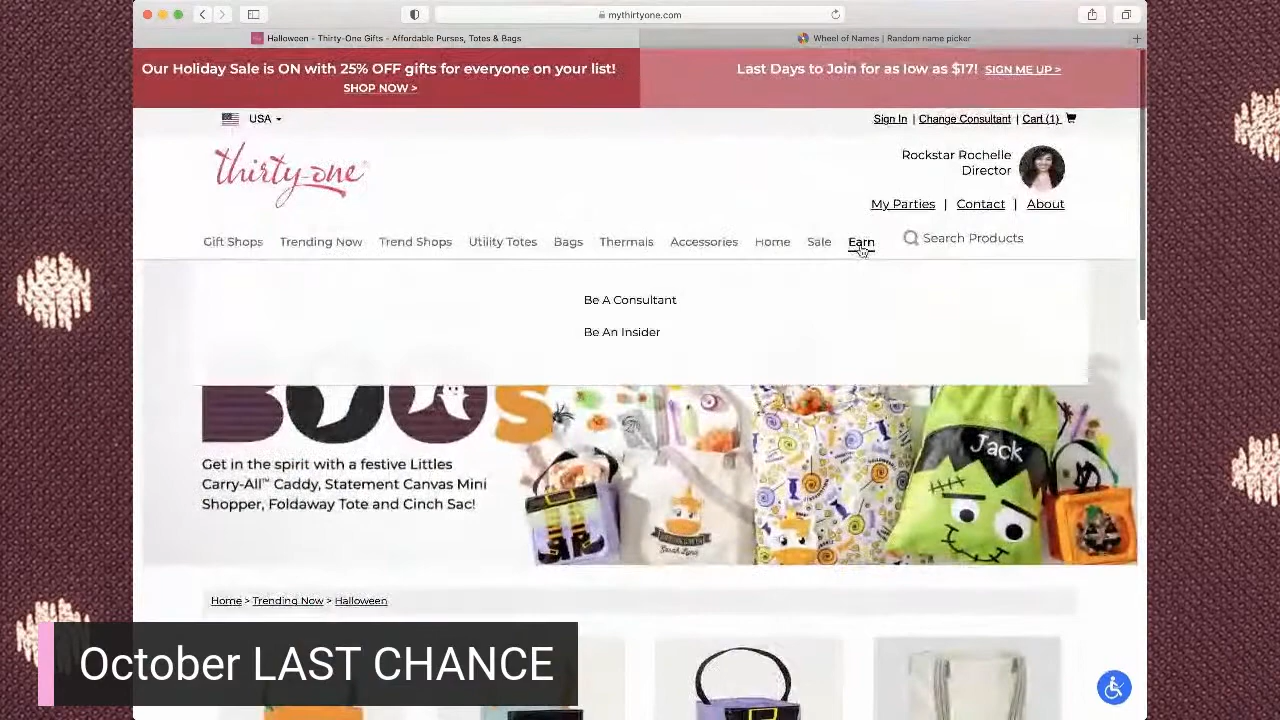 mythirtyone.com
Halloween - Thirty-One Gifts - Affordable Purses, Totes & Bags
Wheel of Names | Random name picker
Our Holiday Sale is ON with 25% OFF gifts for everyone on your list!
SHOP NOW >
Last Days to Join for as low as $17! SIGN ME UP >
USA
Sign In | Change Consultant | Cart (1)
thirty-one
Rockstar Rochelle
Director
My Parties | Contact | About
Gift Shops Trending Now Trend Shops Utility Totes Bags Thermals Accessories Home Sale Earn Search Products
Be A Consultant
Be An Insider
BOOS
Jack
Get in the spirit with a festive Littles
Carry-All™ Caddy, Statement Canvas Mini
Shopper, Foldaway Tote and Cinch Sac!
Home > Trending Now > Halloween
October LAST CHANCE